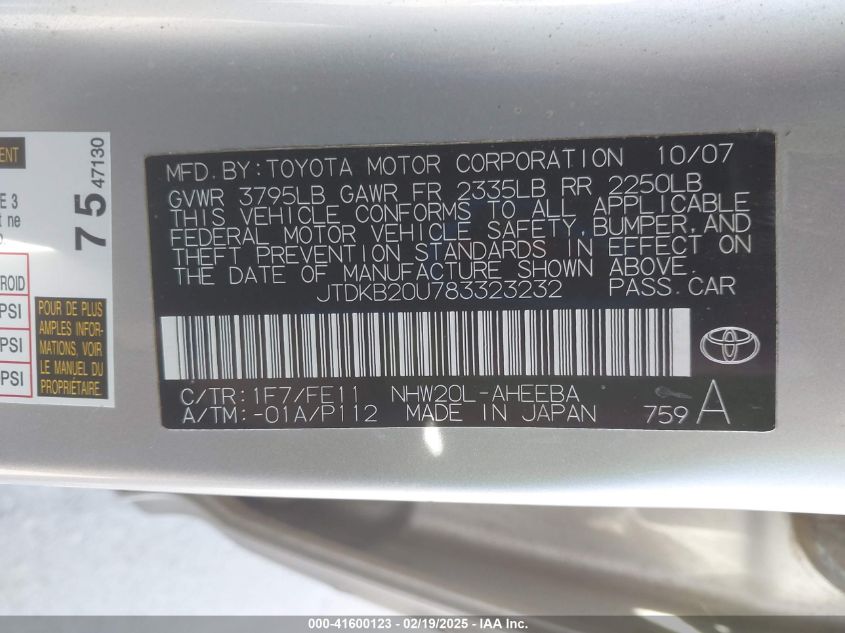 ENT
E 3
t ne
75 47130
ROID
PSI
PSI
PSI
POUR DE PLUS
AMPLES INFOR-
MATIONS, VOIR
LE MANUEL DU
PROPRIÉTAIRE.
MFD. BY: TOYOTA MOTOR CORPORATION 10/07
GVWR 3795LB GAWR FR 2335LB RR 2250LB
THIS VEHICLE CONFORMS TO ALL APPLICABLE
FEDERAL MOTOR VEHICLE SAFETY, BUMPER, AND
THEFT PREVENTION STANDARDS IN EFFECT ON
THE DATE OF MANUFACTURE SHOWN ABOVE.
JTDKB20U783323232 PASS. CAR
C/TR: 1F7/FE11 NHW20L-AHEEBA
A/TM: -01A/P112 MADE IN JAPAN 759 A
000-41600123 - 02/19/2025 - IAA Inc.